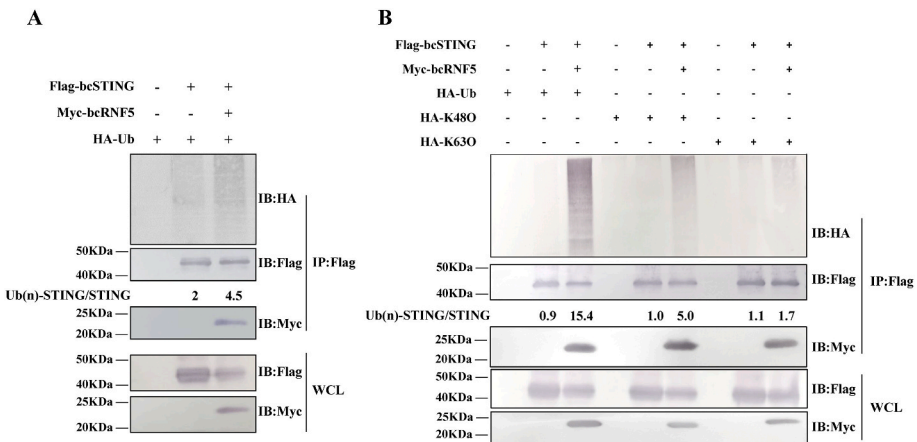 A
Flag-bcSTING - + +
Myc-bcRNF5 - - +
HA-Ub + + +
IB:HA
50KDa
40KDa
IB:Flag
IP:Flag
Ub(n)-STING/STING 2 4.5
25KDa
20KDa
IB:Myc
50KDa
40KDa
IB:Flag
WCL
25KDa
20KDa
IB:Myc
B
Flag-bcSTING - + + - + + - + +
Myc-bcRNF5 - - + - - + - - +
HA-Ub + + + - - - - - -
HA-K48O - - - + + + - - -
HA-K63O - - - - - - + + +
IB:HA
50KDa
40KDa
IB:Flag
IP:Flag
Ub(n)-STING/STING 0.9 15.4 1.0 5.0 1.1 1.7
25KDa
20KDa
IB:Myc
50KDa
40KDa
IB:Flag
WCL
25KDa
20KDa
IB:Myc